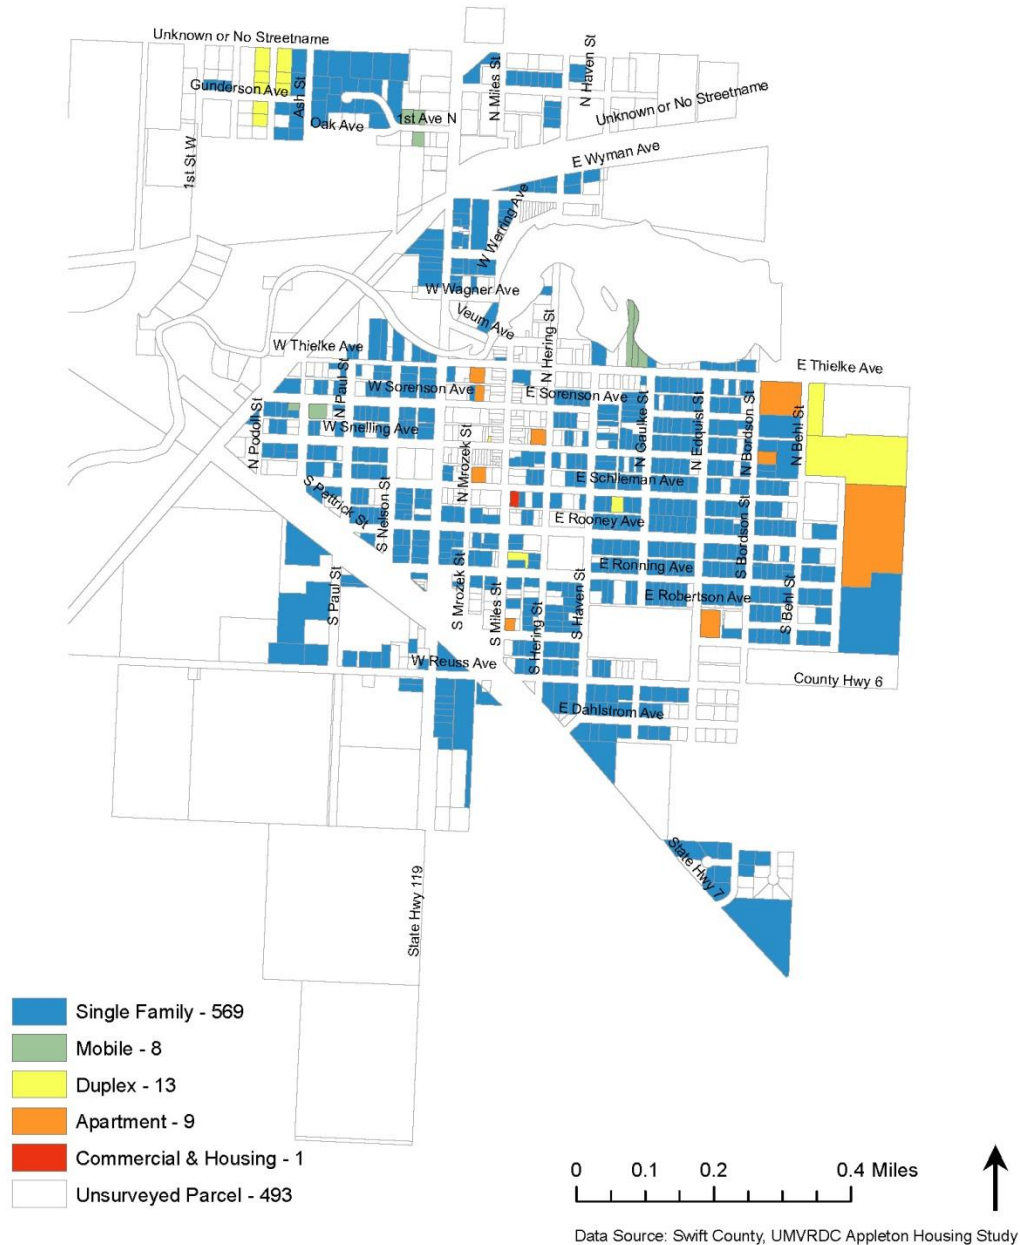 Unknown or No Streetname
N Miles St
N Haven St
Gunderson Ave
Ash St
Unknown or No Streetname
1st Ave N
Oak Ave
1st St W
E Wyman Ave
W Werring Ave
W Wagner Ave
Veum Ave
N Hering St
W Thielke Ave
E Thielke Ave
N Paul St
W Sorenson Ave
E Sorenson Ave
N Podoll St
W Snelling Ave
N Gaulke St
N Edquist St
N Bordson St
N Behl St
N Mrozek St
E Schlieman Ave
S Pattrick St
S Nelson St
E Rooney Ave
S Bordson St
E Ronning Ave
S Paul St
S Mrozek St
S Miles St
S Haven St
E Robertson Ave
S Behl St
S Hering St
W Reuss Ave
County Hwy 6
E Dahlstrom Ave
State Hwy 7
State Hwy 119
Single Family - 569
Mobile - 8
Duplex - 13
Apartment - 9
Commercial & Housing - 1
Unsurveyed Parcel - 493
0 0.1 0.2 0.4 Miles
Data Source: Swift County, UMVRDC Appleton Housing Study